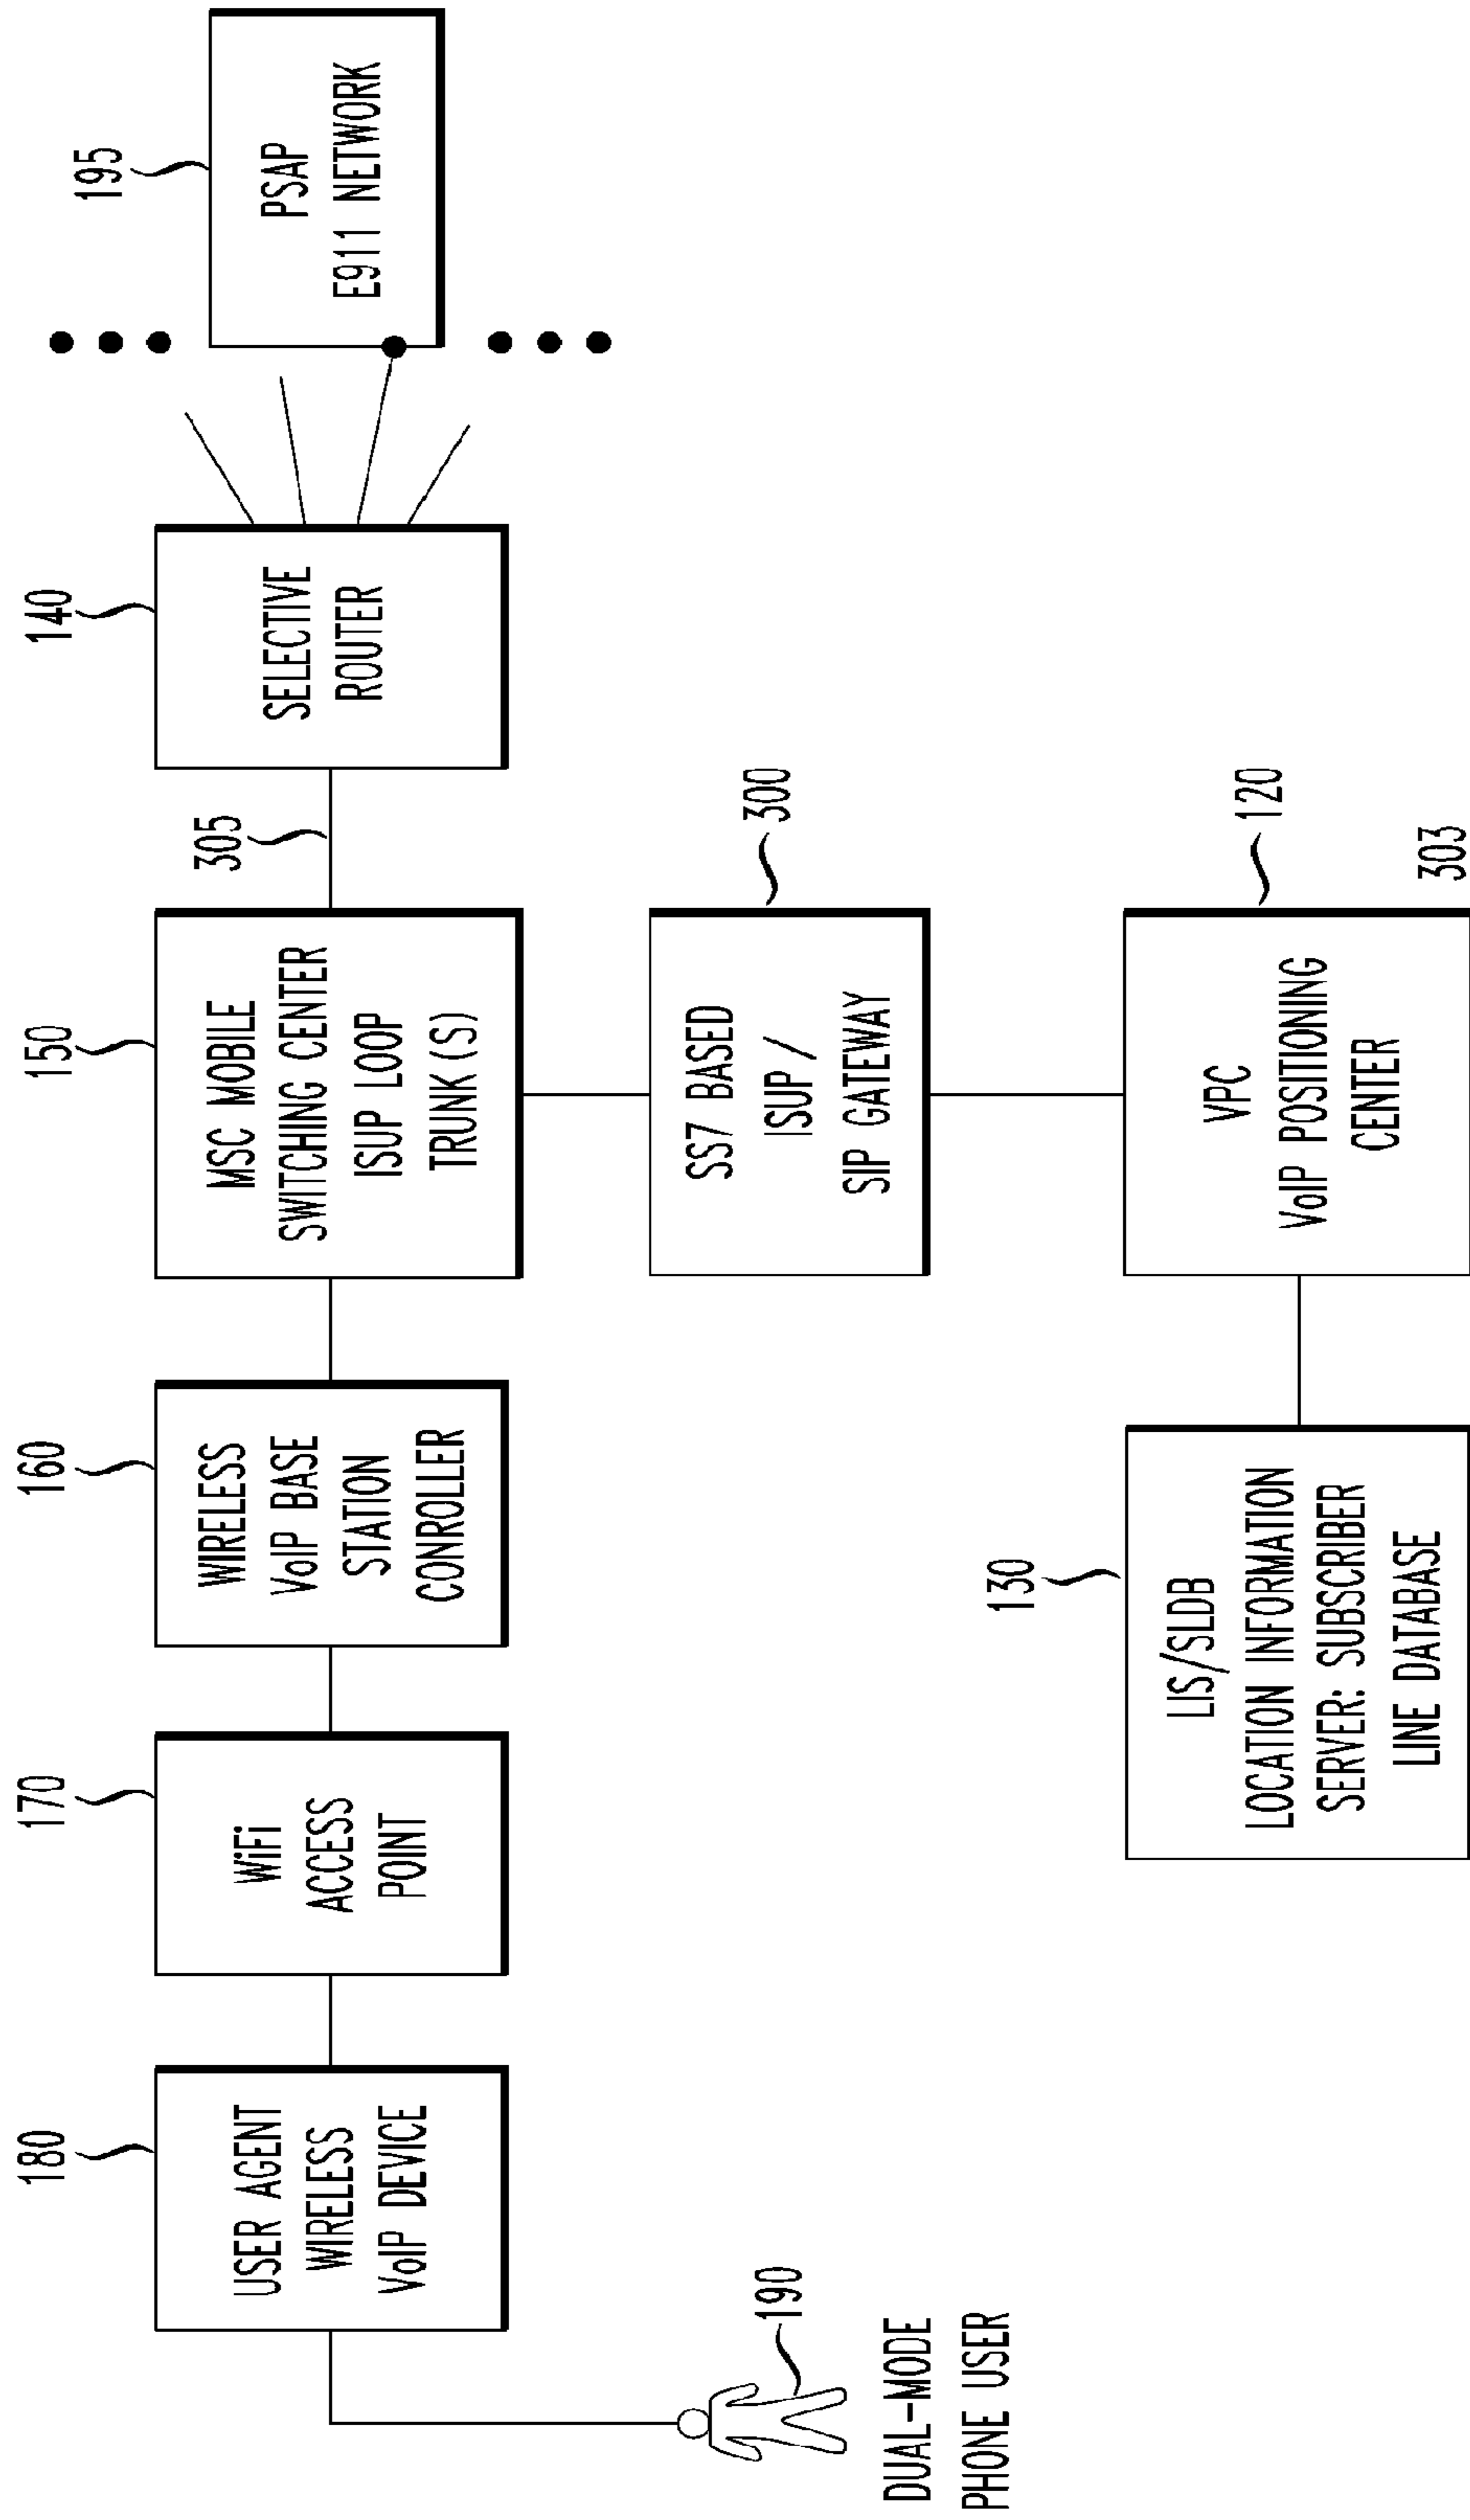 180
USER AGENT
WIRELESS
VoIP DEVICE
170
WiFi
ACCESS
POINT
160
WIRELESS
VoIP BASE
STATION
CONROLLER
150
MSC MOBILE
SWITCHING CENTER
ISUP LOOP
TRUNK(S)
305
140
SELECTIVE
ROUTER
195
PSAP
E911 NETWORK
190
DUAL-MODE
PHONE USER
300
SS7 BASED
ISUP/
SIP GATEWAY
130
LIS/SLDB
LOCATION INFORMATION
SERVER; SUBSCRIBER
LINE DATABASE
120
VPC
VoIP POSITIONING
CENTER
303